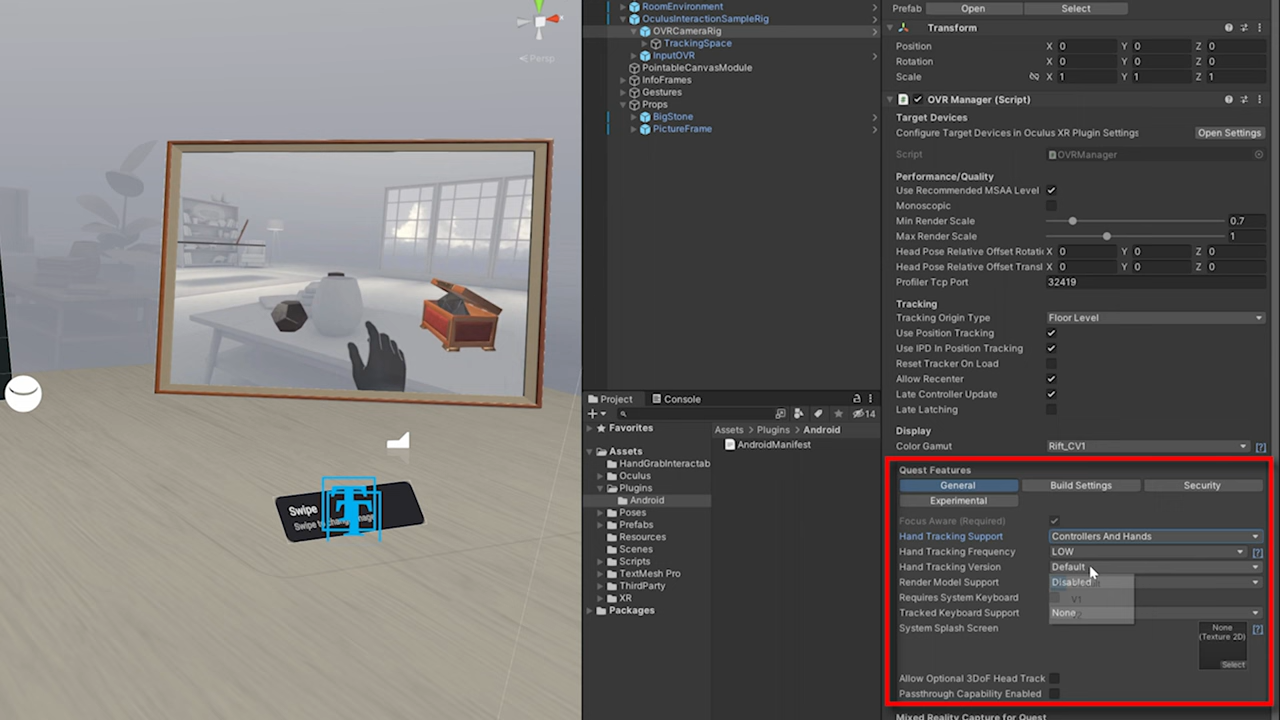 Persp
Swipe
Swipe to change image
T
RoomEnvironment
OculusInteractionSampleRig
OVRCameraRig
TrackingSpace
InputOVR
PointableCanvasModule
InfoFrames
Gestures
Props
BigStone
PictureFrame
Project
Console
14
Favorites
Assets
HandGrabInteractab
Oculus
Plugins
Android
Poses
Prefabs
Resources
Scenes
Scripts
TextMesh Pro
ThirdParty
XR
Packages
Assets > Plugins > Android
AndroidManifest
Prefab Open Select
Transform
Position X 0 Y 0 Z 0
Rotation X 0 Y 0 Z 0
Scale X 1 Y 1 Z 1
OVR Manager (Script)
Target Devices
Configure Target Devices in Oculus XR Plugin Settings Open Settings
Script OVRManager
Performance/Quality
Use Recommended MSAA Level
Monoscopic
Min Render Scale 0.7
Max Render Scale 1
Head Pose Relative Offset Rotati X 0 Y 0 Z 0
Head Pose Relative Offset Transl X 0 Y 0 Z 0
Profiler Tcp Port 32419
Tracking
Tracking Origin Type Floor Level
Use Position Tracking
Use IPD In Position Tracking
Reset Tracker On Load
Allow Recenter
Late Controller Update
Late Latching
Display
Color Gamut Rift_CV1 [?]
Quest Features
General Build Settings Security
Experimental
Focus Aware (Required)
Hand Tracking Support Controllers And Hands
Hand Tracking Frequency LOW [?]
Hand Tracking Version Default
Render Model Support Disabled
Requires System Keyboard V1
Tracked Keyboard Support None
System Splash Screen None [?]
(Texture 2D)
Select
Allow Optional 3DoF Head Track
Passthrough Capability Enabled
Mixed Reality Capture for Quest